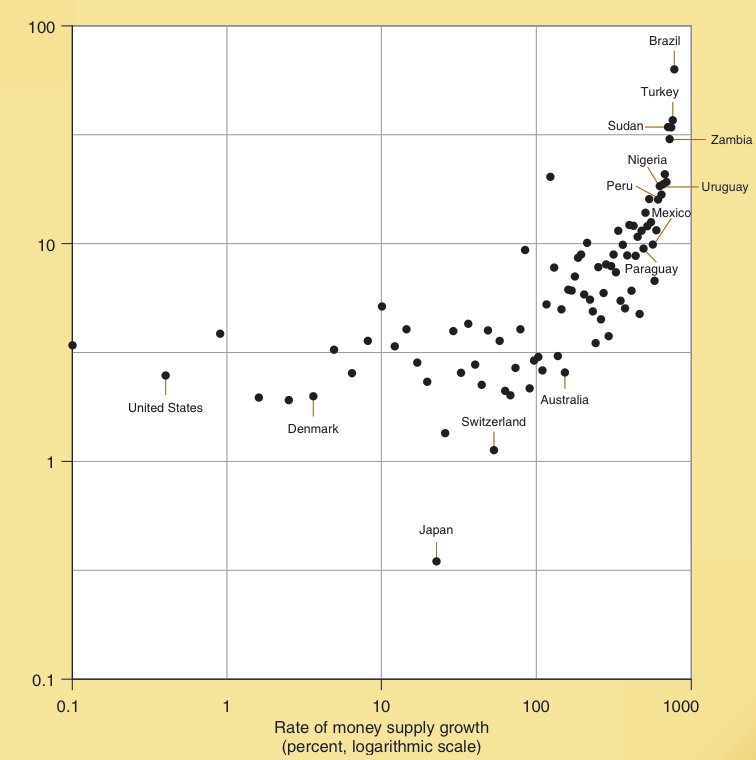 100
Brazil
Turkey
Sudan
Zambia
Nigeria
Peru
Uruguay
Mexico
10
Paraguay
Australia
United States
Switzerland
Denmark
1
Japan
0.1
0.1
1
10
100
1000
Rate of money supply growth
(percent, logarithmic scale)